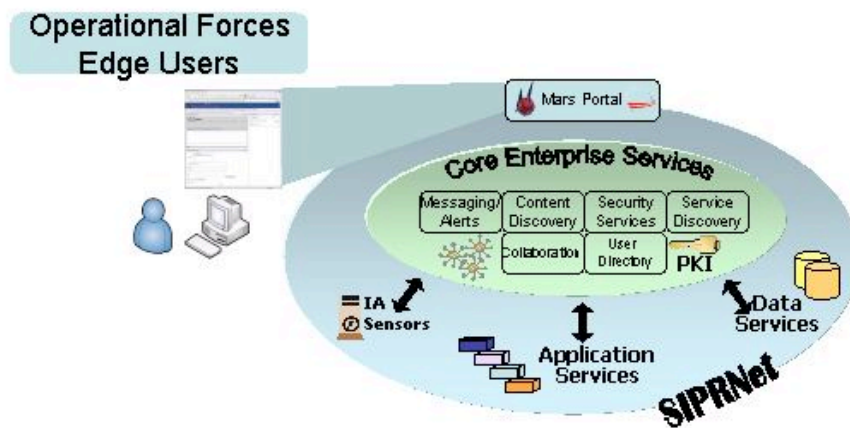 Operational Forces
Edge Users
Mars Portal
Core Enterprise Services
Messaging/
Alerts
Content
Discovery
Security
Services
Service
Discovery
Collaboration
User
Directory
PKI
IA
Sensors
Application
Services
Data
Services
SIPRNet